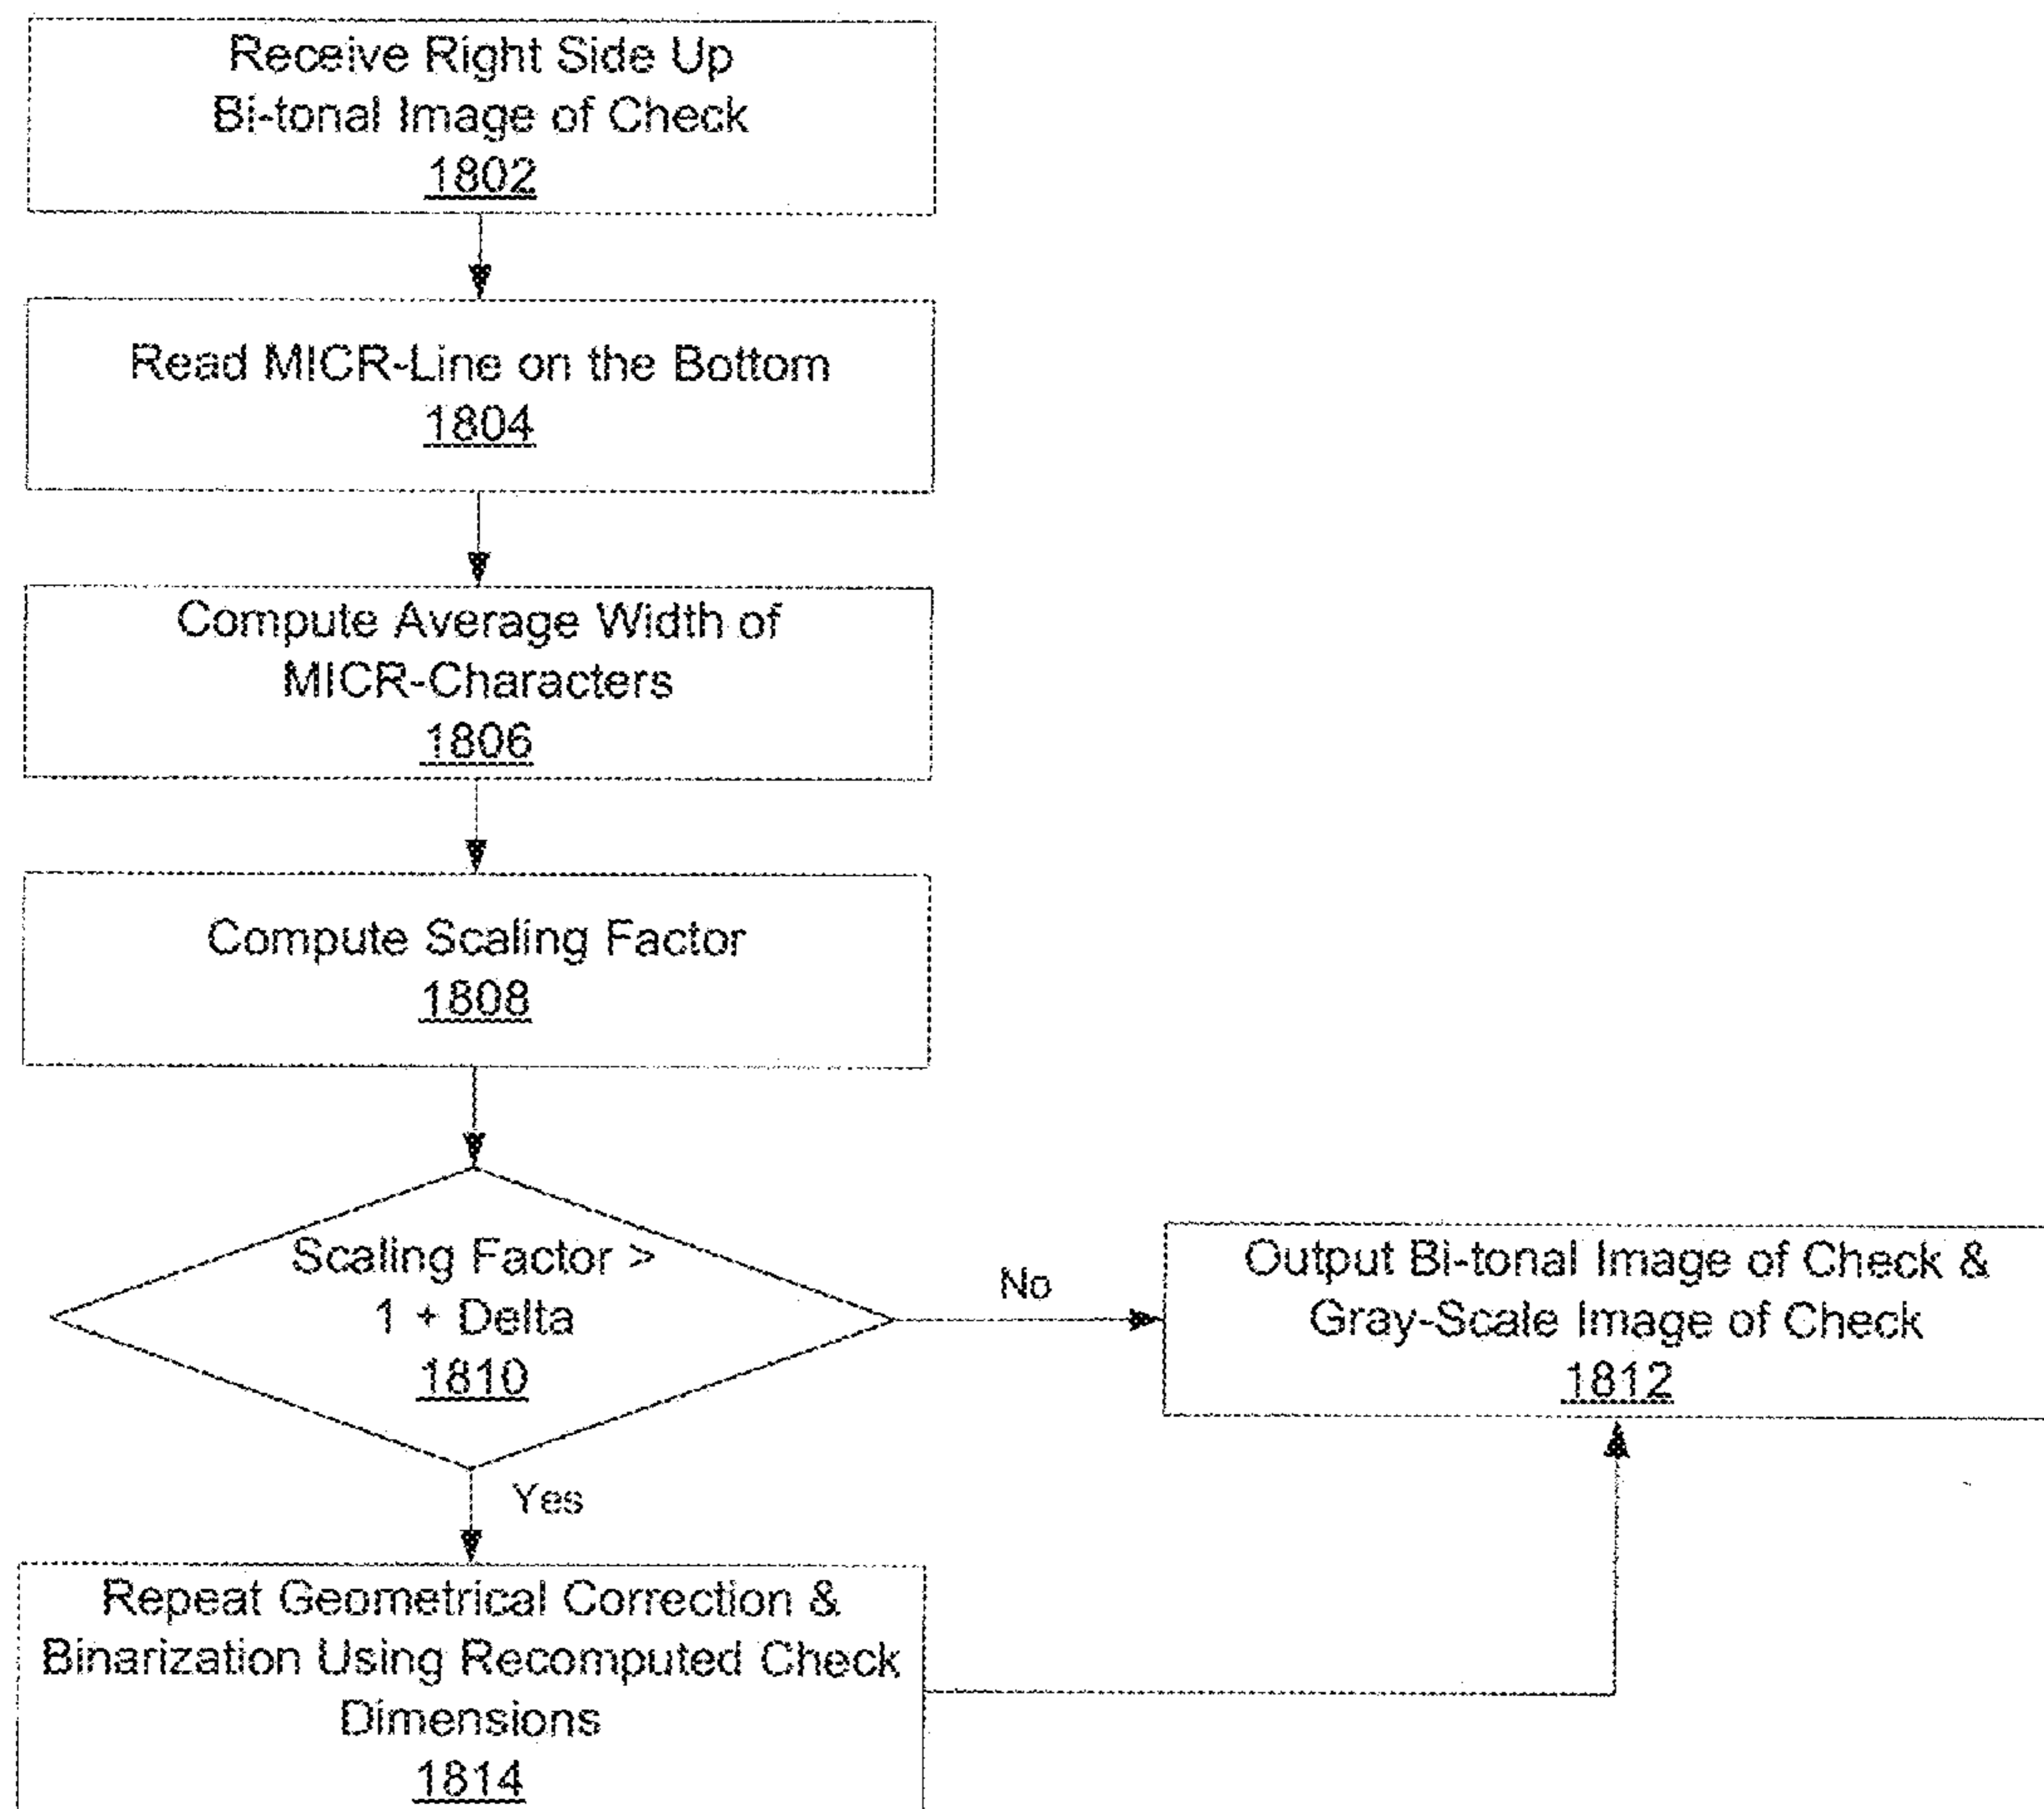 Receive Right Side Up
Bi-tonal Image of Check
1802
Read MICR-Line on the Bottom
1804
Compute Average Width of
MICR-Characters
1806
Compute Scaling Factor
1808
Scaling Factor >
1 + Delta
1810
No
Output Bi-tonal Image of Check &
Gray-Scale Image of Check
1812
Yes
Repeat Geometrical Correction &
Binarization Using Recomputed Check
Dimensions
1814